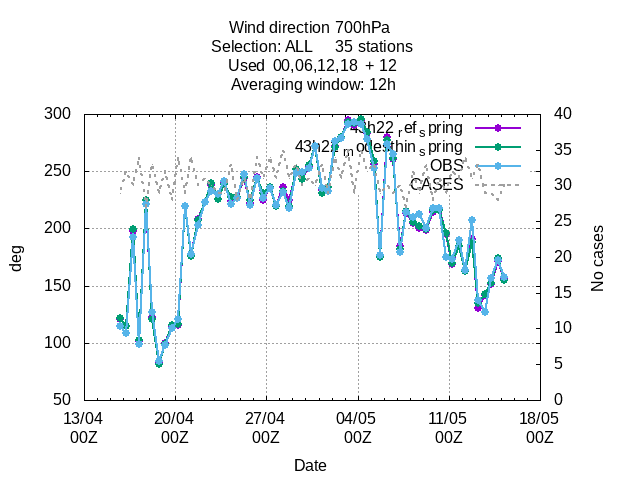 Wind direction 700hPa
Selection: ALL 35 stations
Used 00,06,12,18 + 12
Averaging window: 12h
43h22_ref_spring
43h22_modesthin_spring
OBS
CASES
300
250
200
150
100
50
deg
40
35
30
25
20
15
10
5
0
No cases
13/04 20/04 27/04 04/05 11/05 18/05
00Z 00Z 00Z 00Z 00Z 00Z
Date